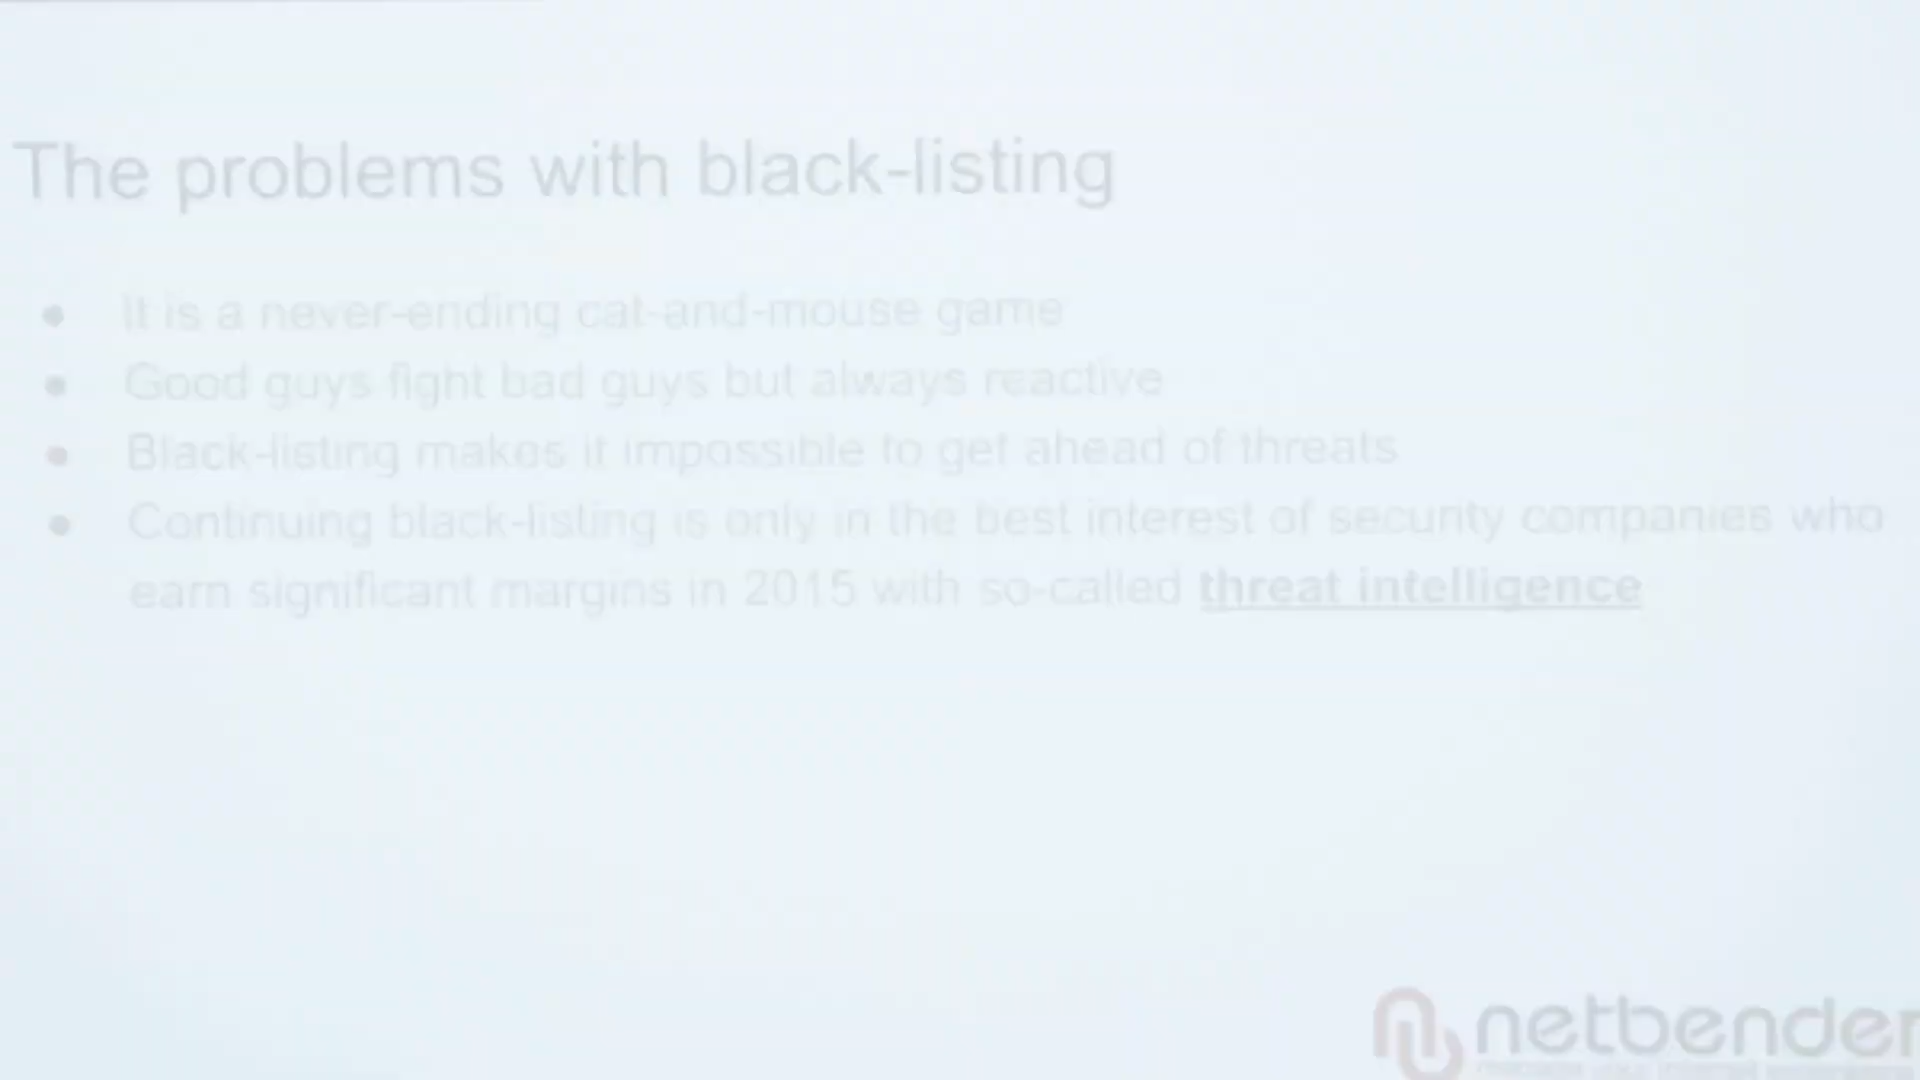 The problems with black-listing
It is a never-ending cat-and-mouse game
Good guys fight bad guys but always reactive
Black-listing makes it impossible to get ahead of threats
Continuing black-listing is only in the best interest of security companies who
earn significant margins in 2015 with so-called threat intelligence
netbender